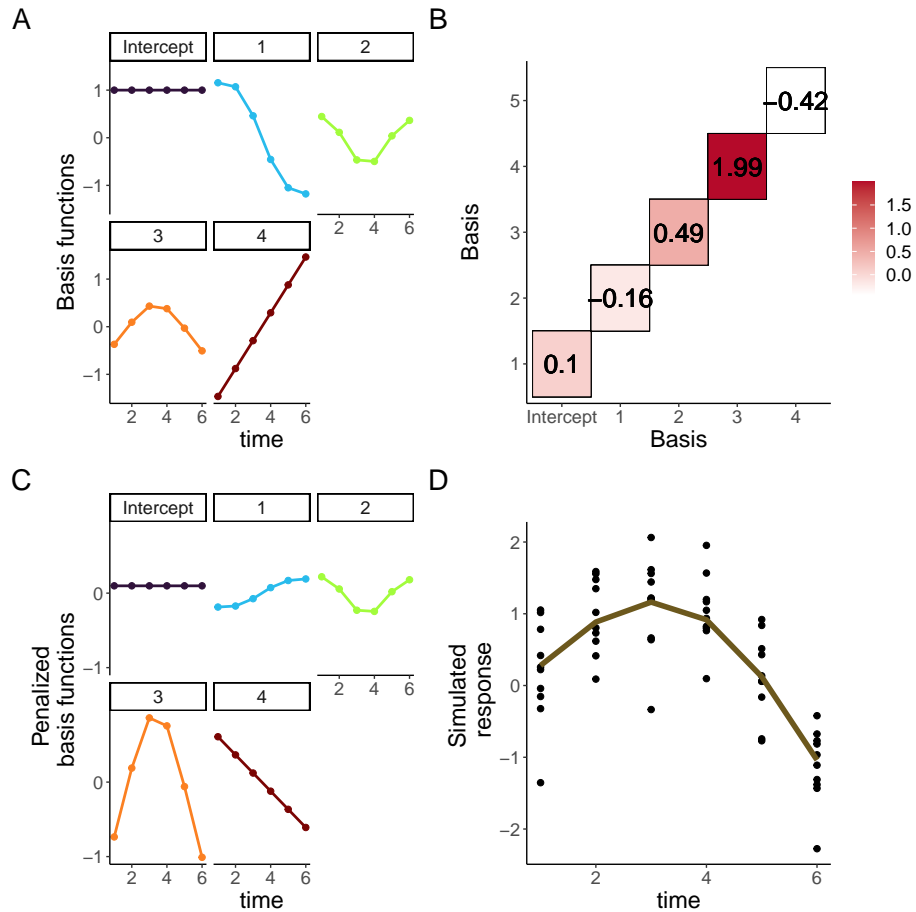 A
Intercept
1
2
1
0
−1
2 4 6
3
4
1
0
−1
2 4 6
2 4 6
time
Basis functions
B
5
4
3
2
1
−0.42
1.99
0.49
−0.16
0.1
Intercept 1 2 3 4
Basis
Basis
1.5
1.0
0.5
0.0
C
Intercept
1
2
0
−1
2 4 6
3
4
0
−1
2 4 6
2 4 6
time
Penalized
basis functions
D
2
1
0
−1
−2
2 4 6
time
Simulated
response